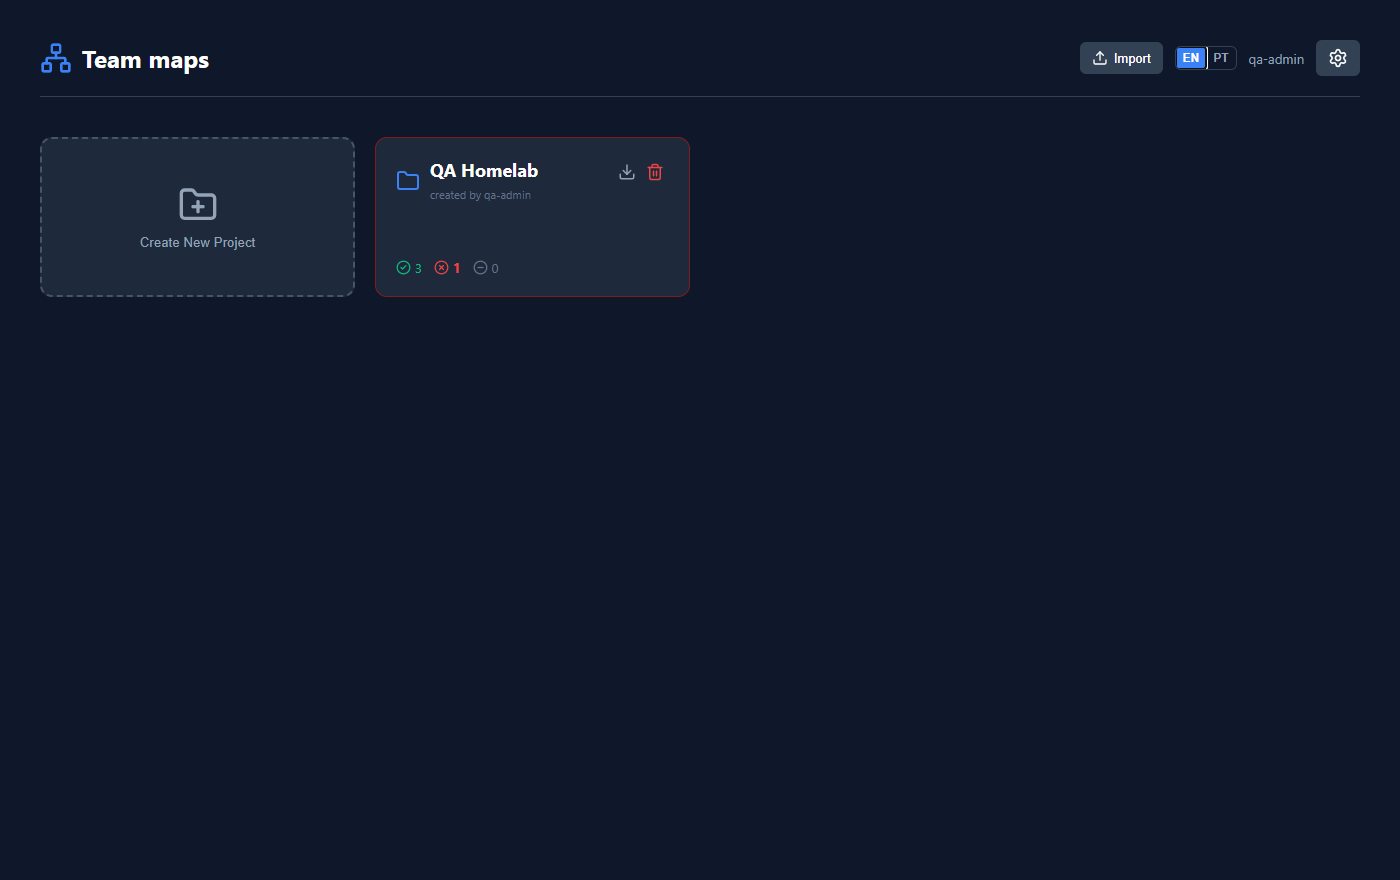 Team maps
Import
EN PT
qa-admin
Create New Project
QA Homelab
created by qa-admin
3 1 0